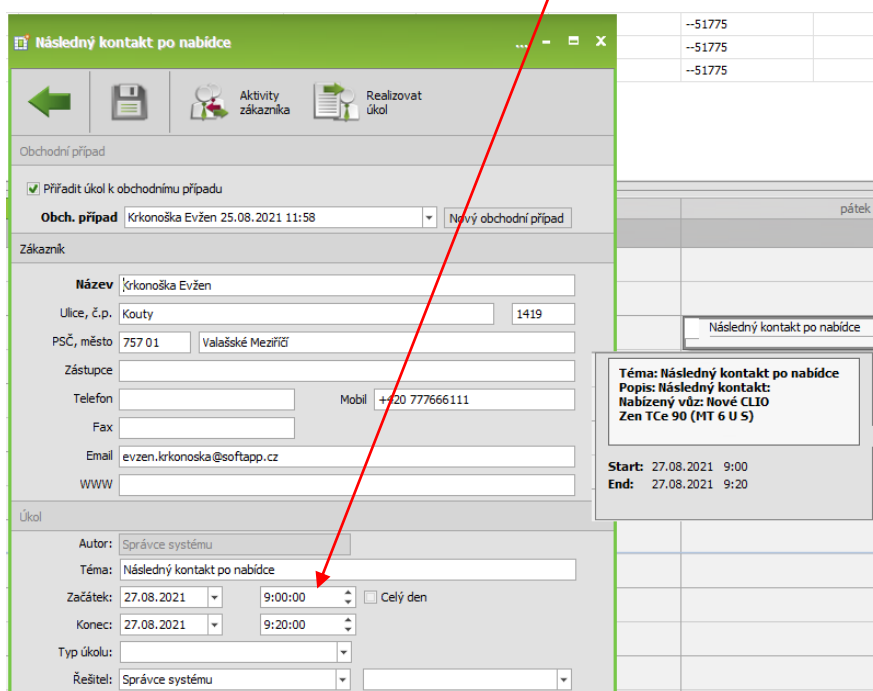 Následný kontakt po nabídce
...
Aktivity zákazníka
Realizovat úkol
Obchodní případ
Přiřadit úkol k obchodnímu případu
Obch. případ Krkonoška Evžen 25.08.2021 11:58 Nový obchodní případ
Zákazník
Název Krkonoška Evžen
Ulice, č.p. Kouty 1419
PSČ, město 757 01 Valašské Meziříčí
Zástupce
Telefon Mobil +420 777666111
Fax
Email evzen.krkonoska@softapp.cz
WWW
Úkol
Autor: Správce systému
Téma: Následný kontakt po nabídce
Začátek: 27.08.2021 9:00:00 Celý den
Konec: 27.08.2021 9:20:00
Typ úkolu:
Řešitel: Správce systému
--51775
--51775
--51775
pátek
Následný kontakt po nabídce
Téma: Následný kontakt po nabídce
Popis: Následný kontakt:
Nabízený vůz: Nové CLIO
Zen TCe 90 (MT 6 U S)
Start: 27.08.2021 9:00
End: 27.08.2021 9:20